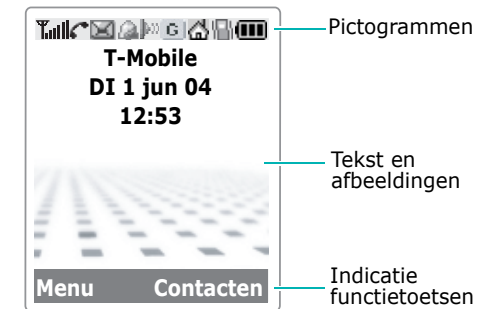 G
Pictogrammen
T-Mobile
DI 1 jun 04
12:53
Tekst en
afbeeldingen
Menu Contacten
Indicatie
functietoetsen